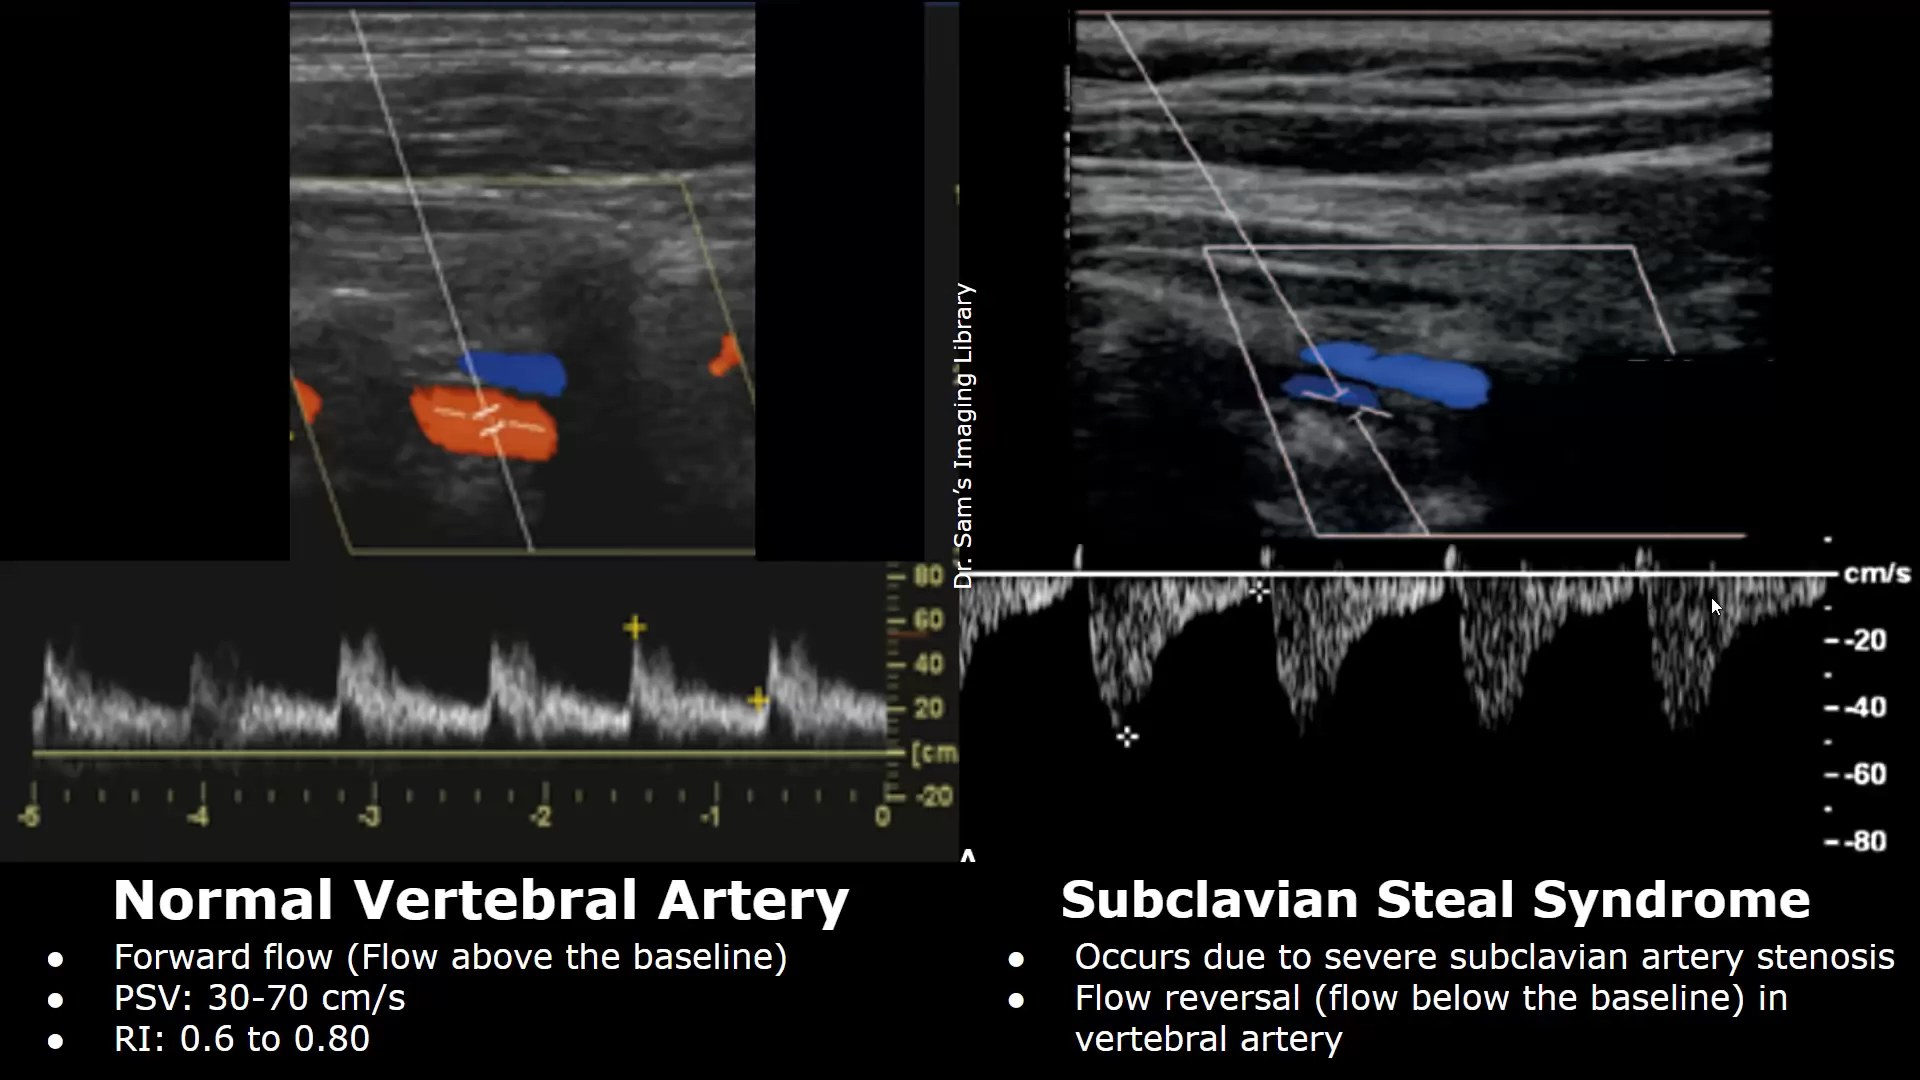 Dr. Sam’s Imaging Library
80
60
40
20
[cm
-20
-4
-3
-2
-1
0
cm/s
-20
-40
-60
-80
Normal Vertebral Artery
● Forward flow (Flow above the baseline)
● PSV: 30-70 cm/s
● RI: 0.6 to 0.80
Subclavian Steal Syndrome
● Occurs due to severe subclavian artery stenosis
● Flow reversal (flow below the baseline) in
vertebral artery